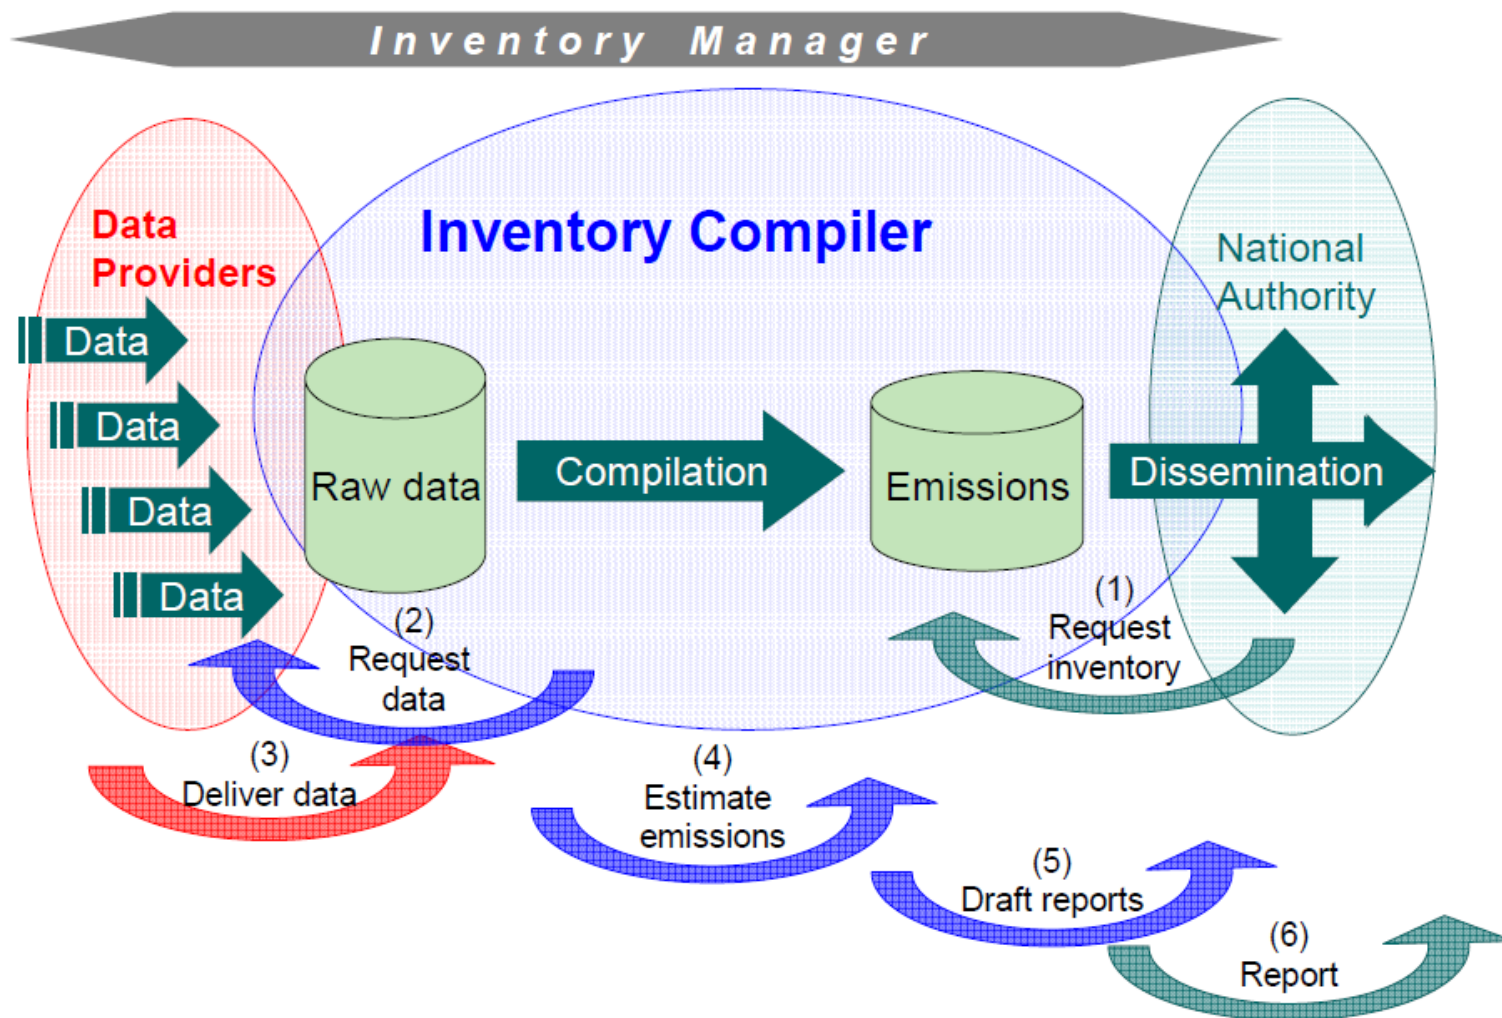 Inventory Manager
Data
Providers
Inventory Compiler
National
Authority
Data
Data
Data
Data
Raw data
Compilation
Emissions
Dissemination
(1)
Request
inventory
(2)
Request
data
(3)
Deliver data
(4)
Estimate
emissions
(5)
Draft reports
(6)
Report